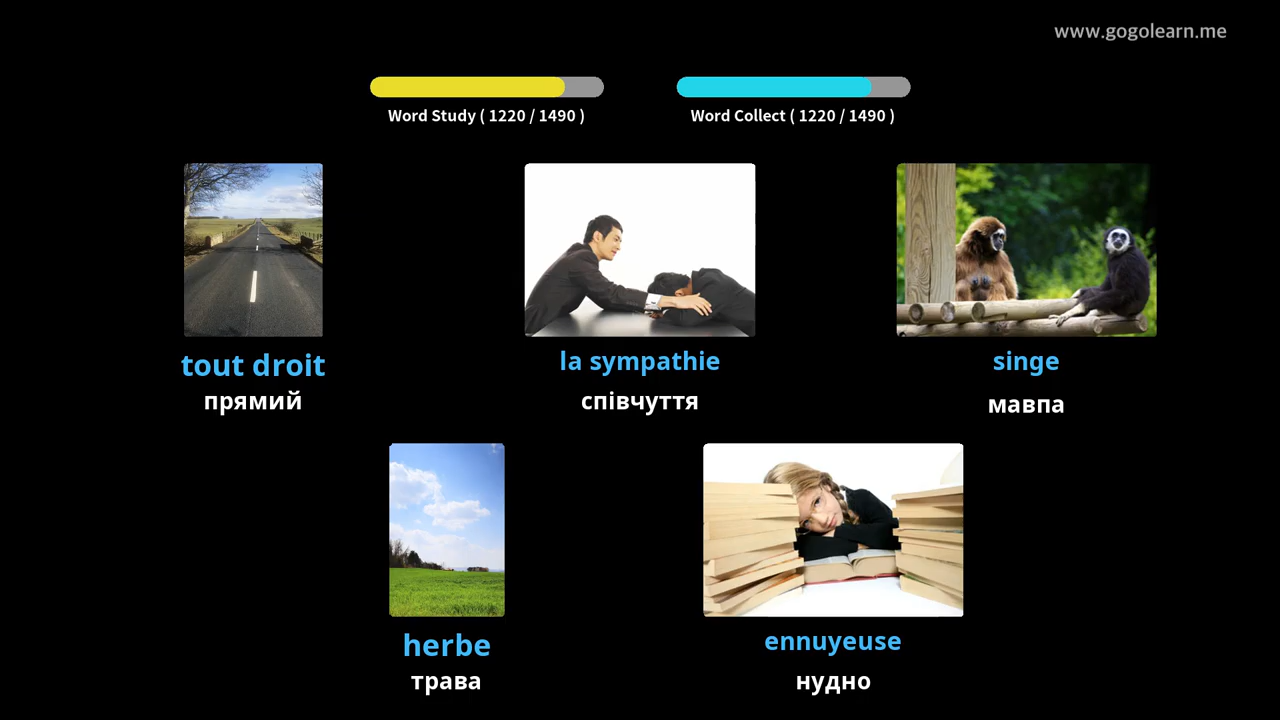 www.gogolearn.me
Word Study ( 1220 / 1490 )
Word Collect ( 1220 / 1490 )
tout droit
прямий
la sympathie
співчуття
singe
мавпа
herbe
трава
ennuyeuse
нудно